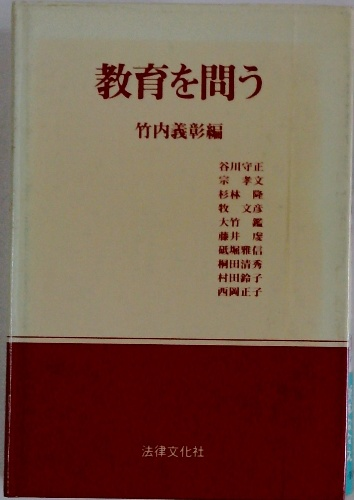 教育を問う
竹内義彰編
谷川守正
宗 孝文
杉林 隆
牧 文彦
大竹 鑑
藤井 虔
砥堀雅信
桐田清秀
村田鈴子
西岡正子
法律文化社